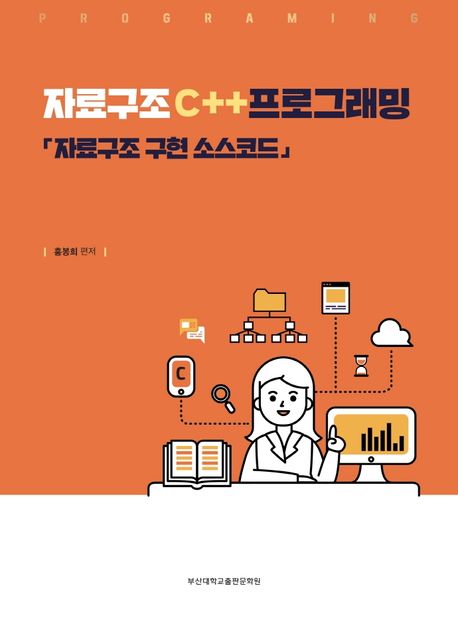 PROGRAMING
자료구조 C++프로그래밍
「자료구조 구현 소스코드」
| 홍봉희 편저 |
C
부산대학교출판문화원